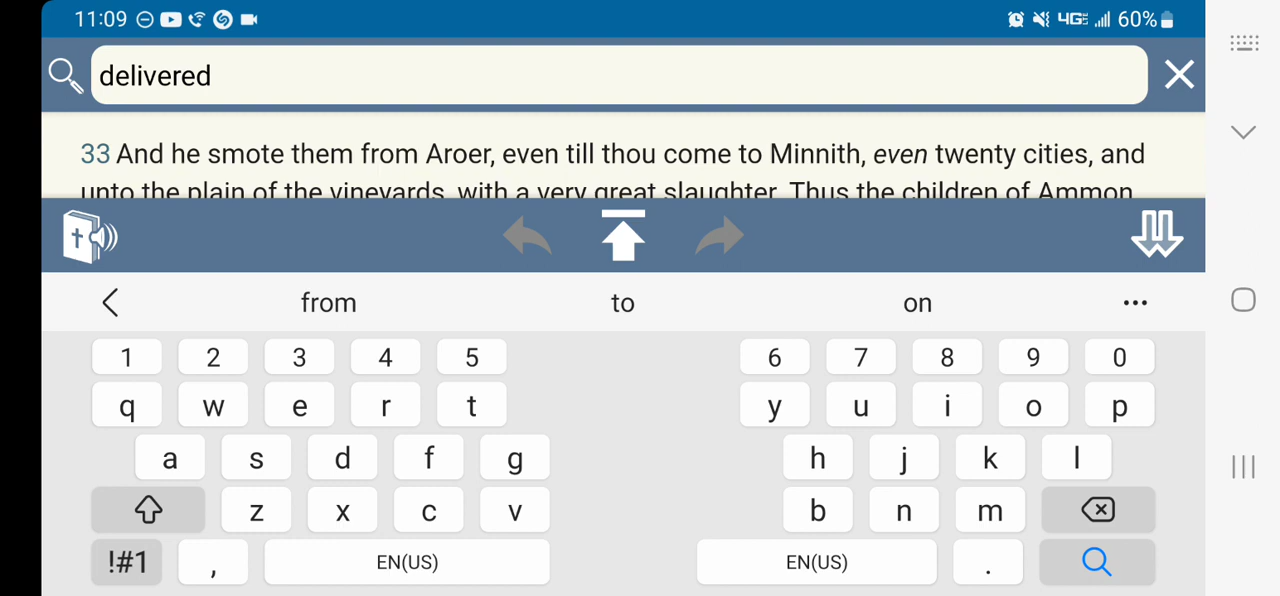 11:09 4GE 60%
delivered
33 And he smote them from Aroer, even till thou come to Minnith, even twenty cities, and
unto the plain of the vineyards, with a very great slaughter. Thus the children of Ammon
from to on ...
1 2 3 4 5 6 7 8 9 0
q w e r t y u i o p
a s d f g h j k l
z x c v b n m
!#1 , EN(US) EN(US) .